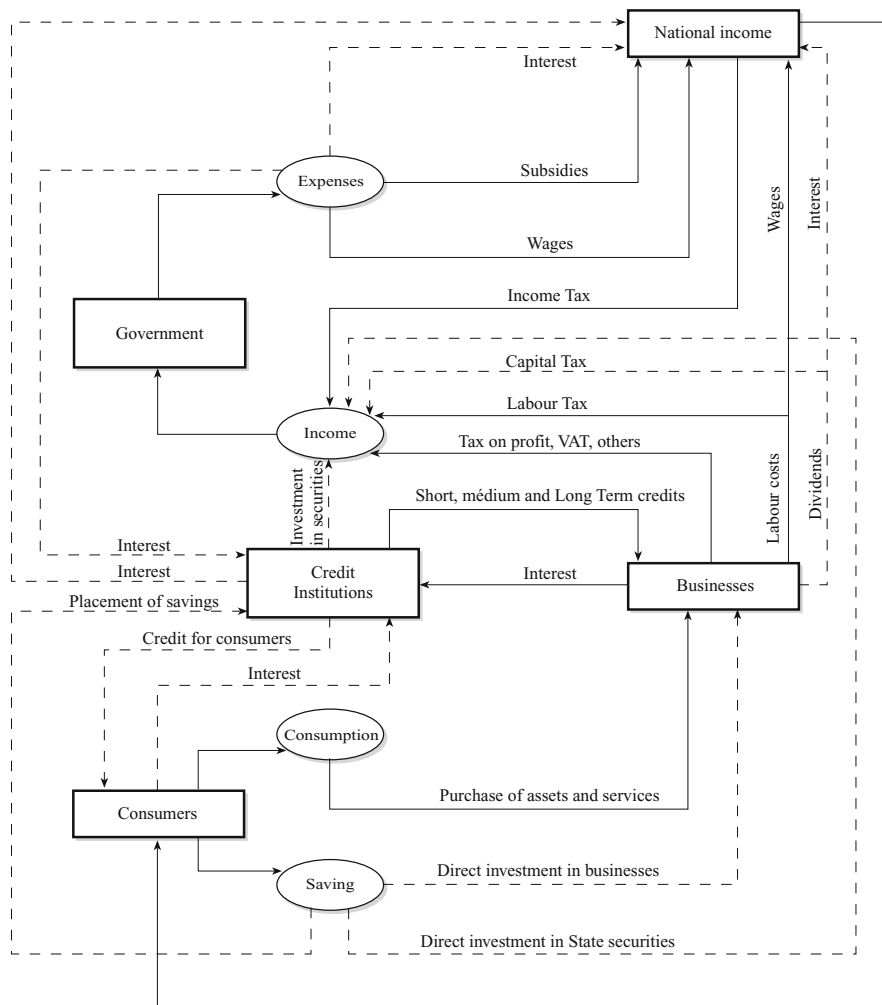 National income
Interest
Expenses
Subsidies
Wages
Interest
Wages
Income Tax
Government
Capital Tax
Labour Tax
Income
Tax on profit, VAT, others
Investment
in securities
Short, médium and Long Term credits
Labour costs
Dividends
Interest
Interest
Credit
Institutions
Interest
Businesses
Placement of savings
Credit for consumers
Interest
Consumption
Consumers
Purchase of assets and services
Saving
Direct investment in businesses
Direct investment in State securities